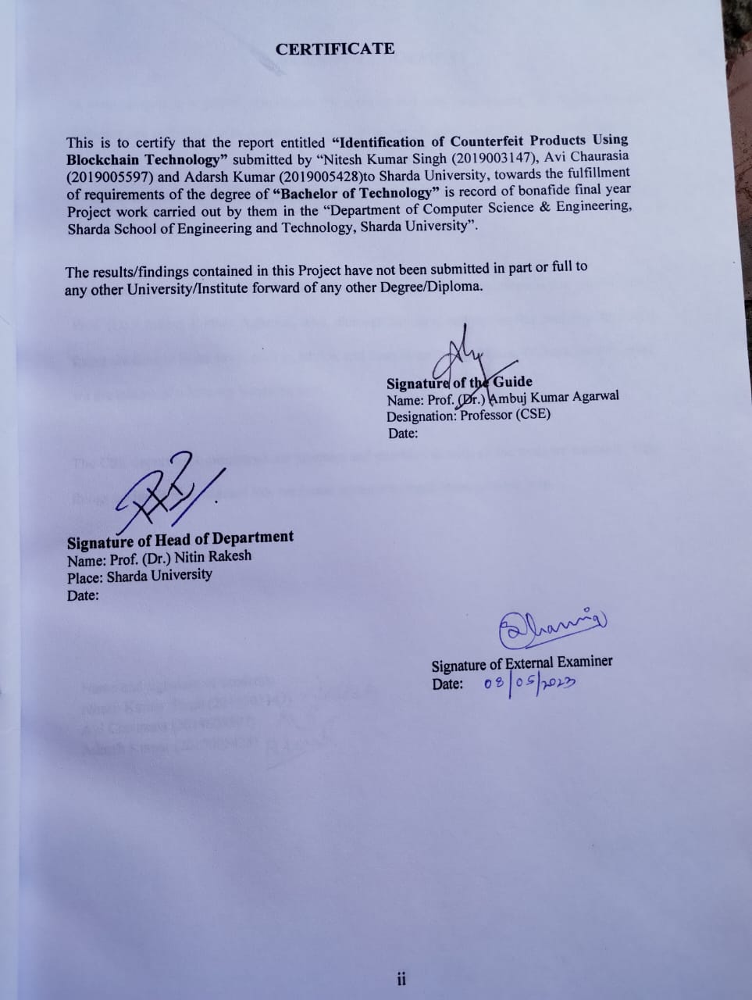 CERTIFICATE
This is to certify that the report entitled “Identification of Counterfeit Products Using
Blockchain Technology” submitted by “Nitesh Kumar Singh (2019003147), Avi Chaurasia
(2019005597) and Adarsh Kumar (2019005428)to Sharda University, towards the fulfillment
of requirements of the degree of “Bachelor of Technology” is record of bonafide final year
Project work carried out by them in the “Department of Computer Science & Engineering,
Sharda School of Engineering and Technology, Sharda University”.
The results/findings contained in this Project have not been submitted in part or full to
any other University/Institute forward of any other Degree/Diploma.
Signature of the Guide
Name: Prof. (Dr.) Ambuj Kumar Agarwal
Designation: Professor (CSE)
Date:
Signature of Head of Department
Name: Prof. (Dr.) Nitin Rakesh
Place: Sharda University
Date:
Signature of External Examiner
Date: 08/05/2023
ii